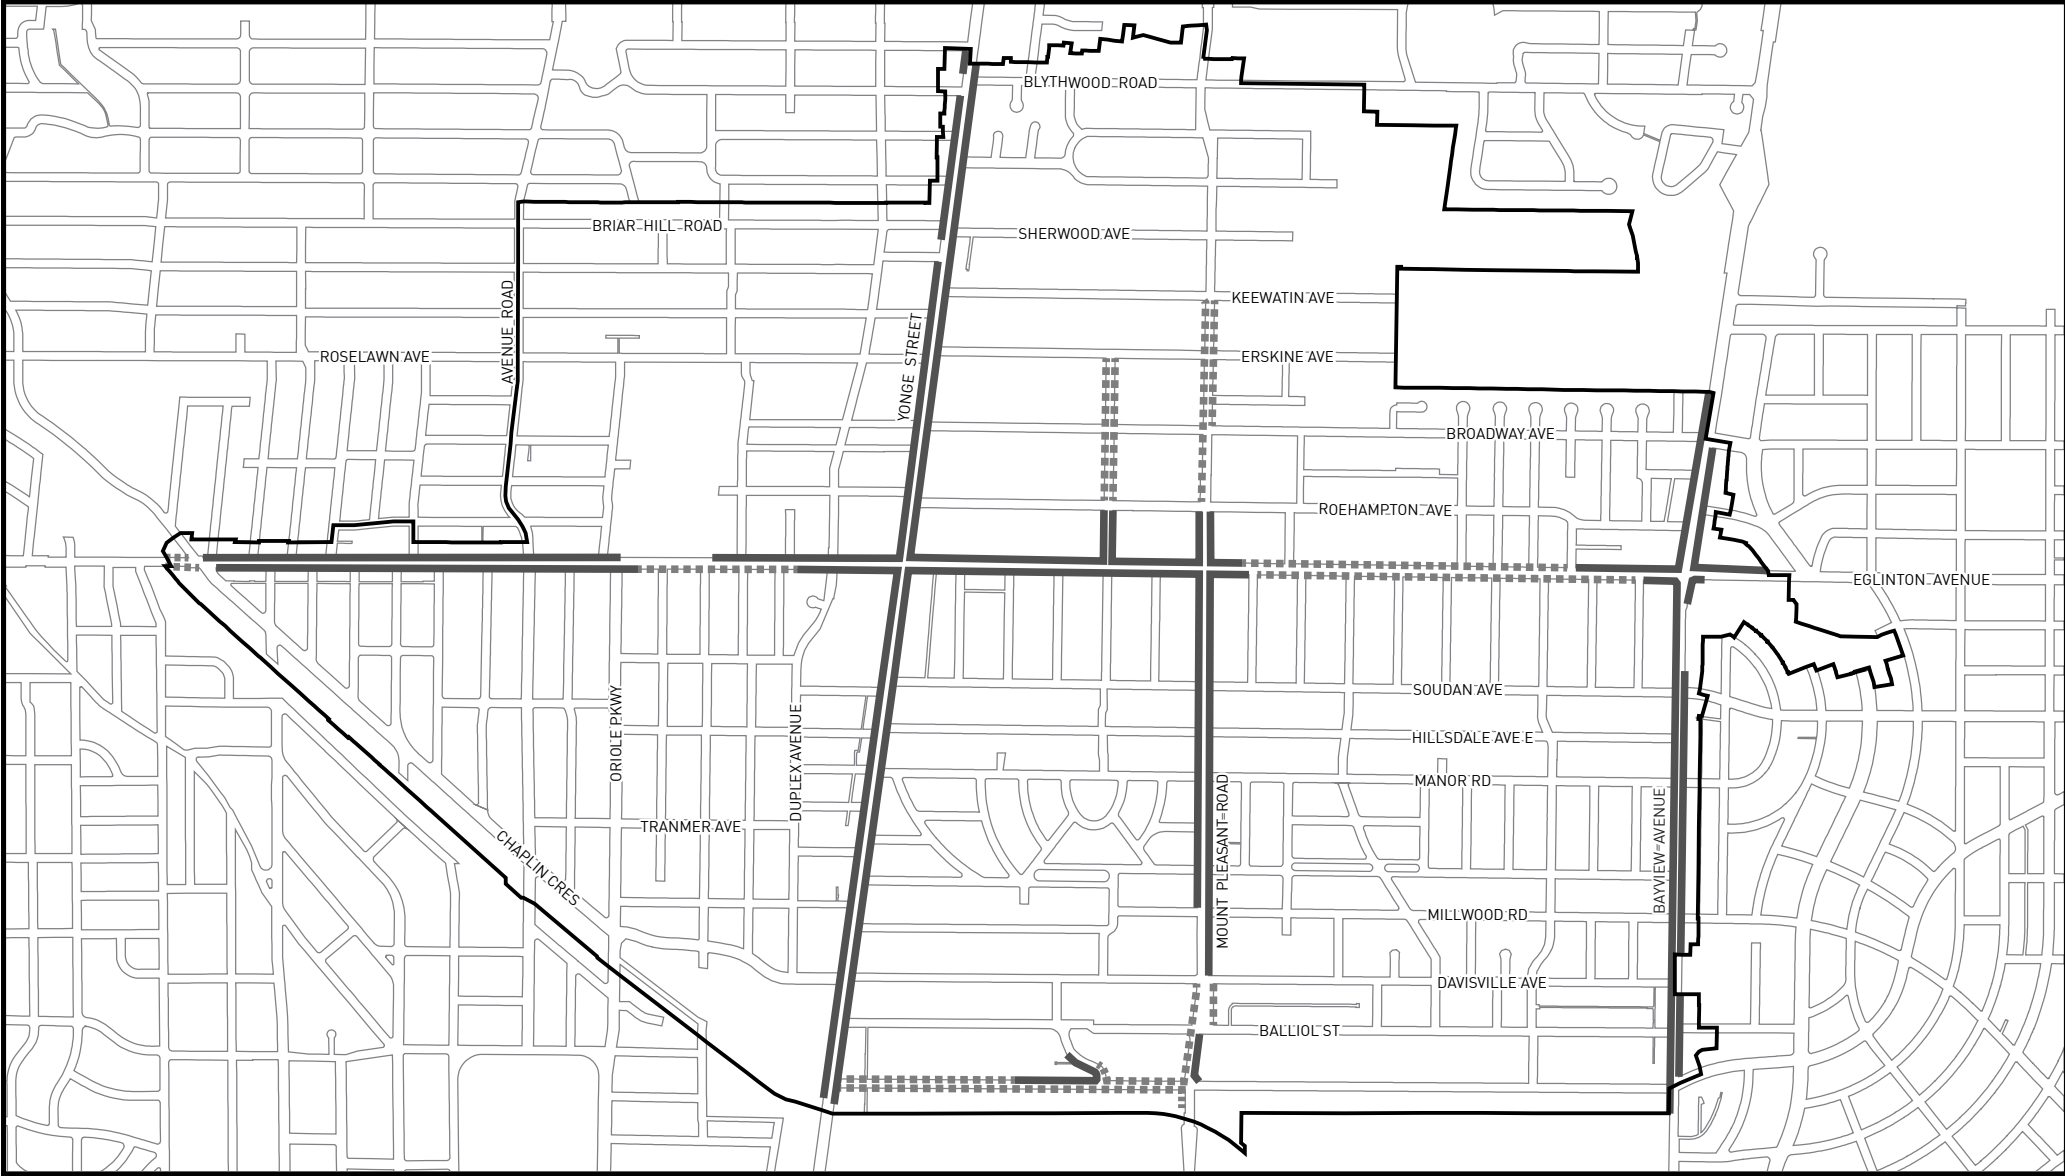 BLYTHWOOD ROAD
BRIAR HILL ROAD
SHERWOOD AVE
KEEWATIN AVE
AVENUE ROAD
YONGE STREET
ROSELAWN AVE
ERSKINE AVE
BROADWAY AVE
ROEHAMPTON AVE
EGLINTON AVENUE
SOUDAN AVE
ORIOLE PKWY
DUPLEX AVENUE
HILLSDALE AVE E
MANOR RD
TRANMER AVE
CHAPLIN CRES
MOUNT PLEASANT ROAD
BAYVIEW AVENUE
MILLWOOD RD
DAVISVILLE AVE
BALLIOL ST